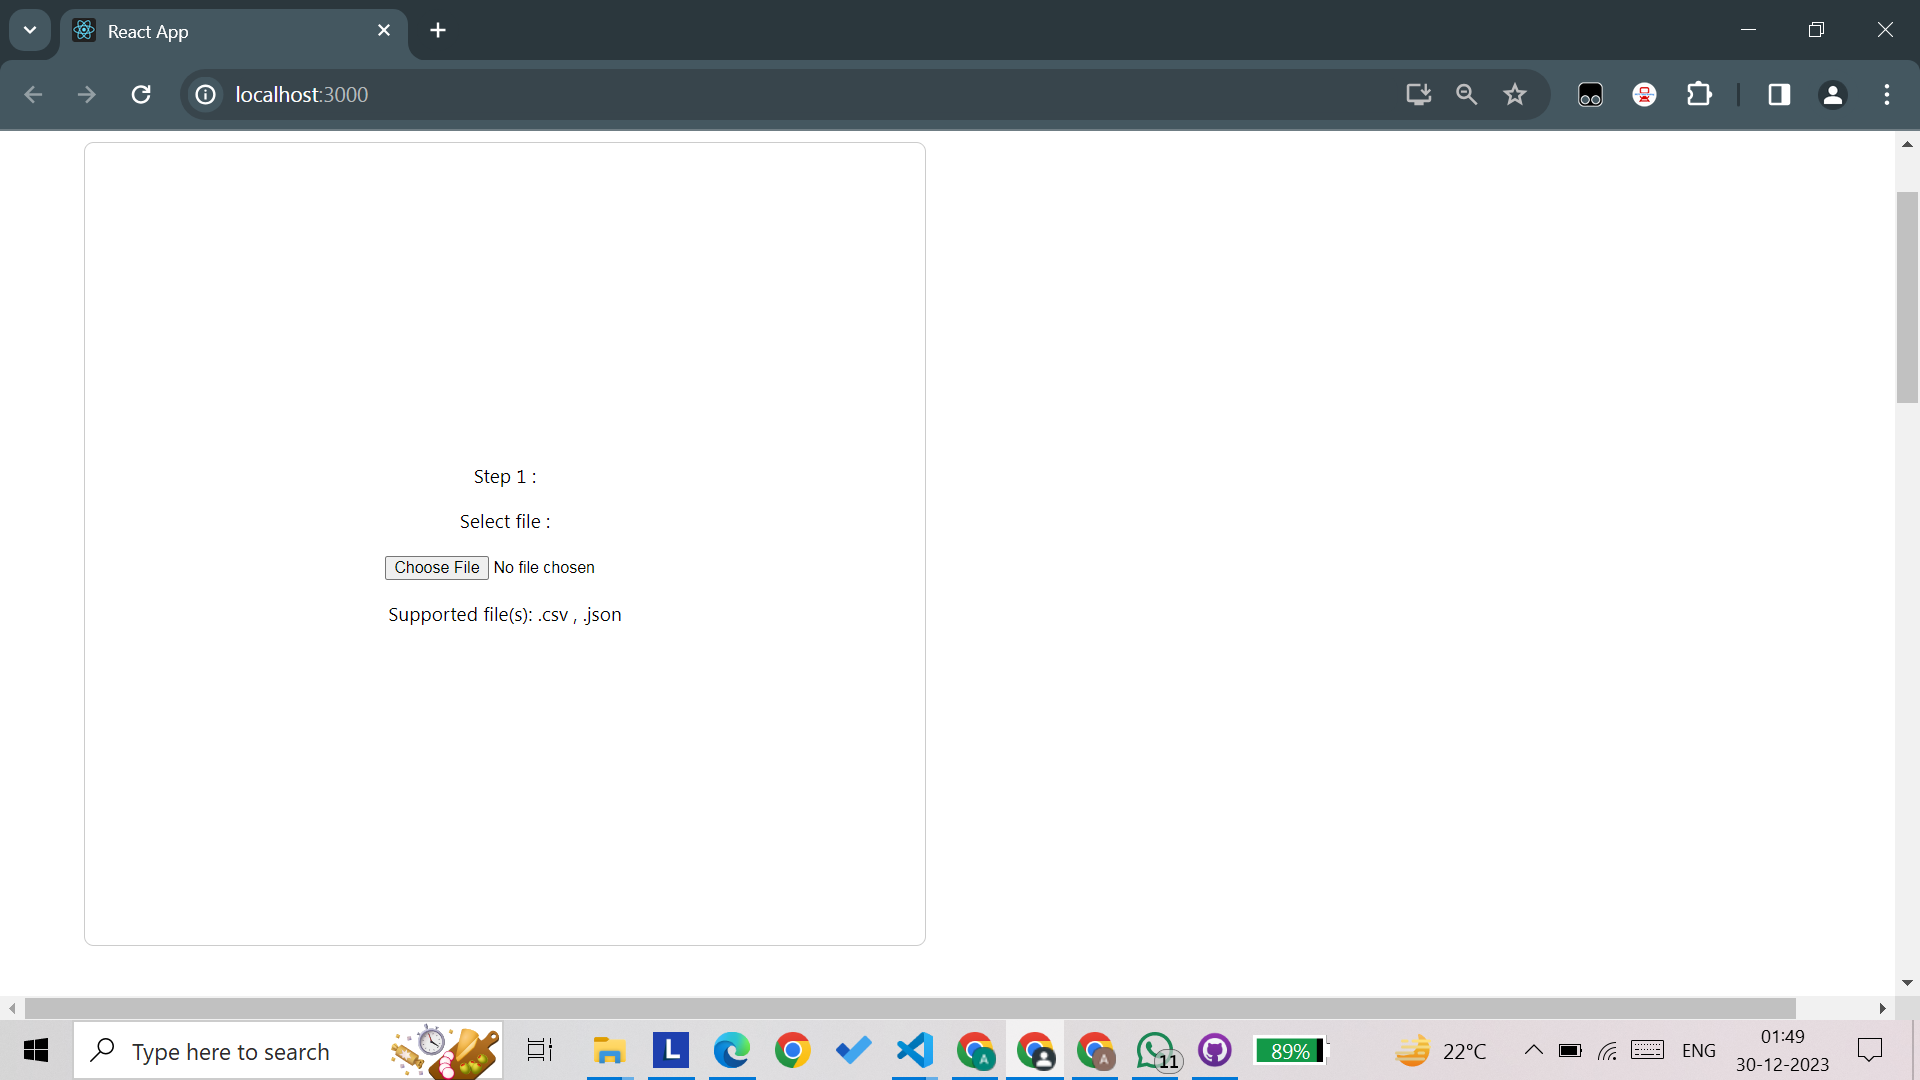 React App
localhost:3000
Step 1 :
Select file :
Choose File No file chosen
Supported file(s): .csv , .json
Type here to search
L
A
A
11
89%
22°C
ENG
01:49
30-12-2023